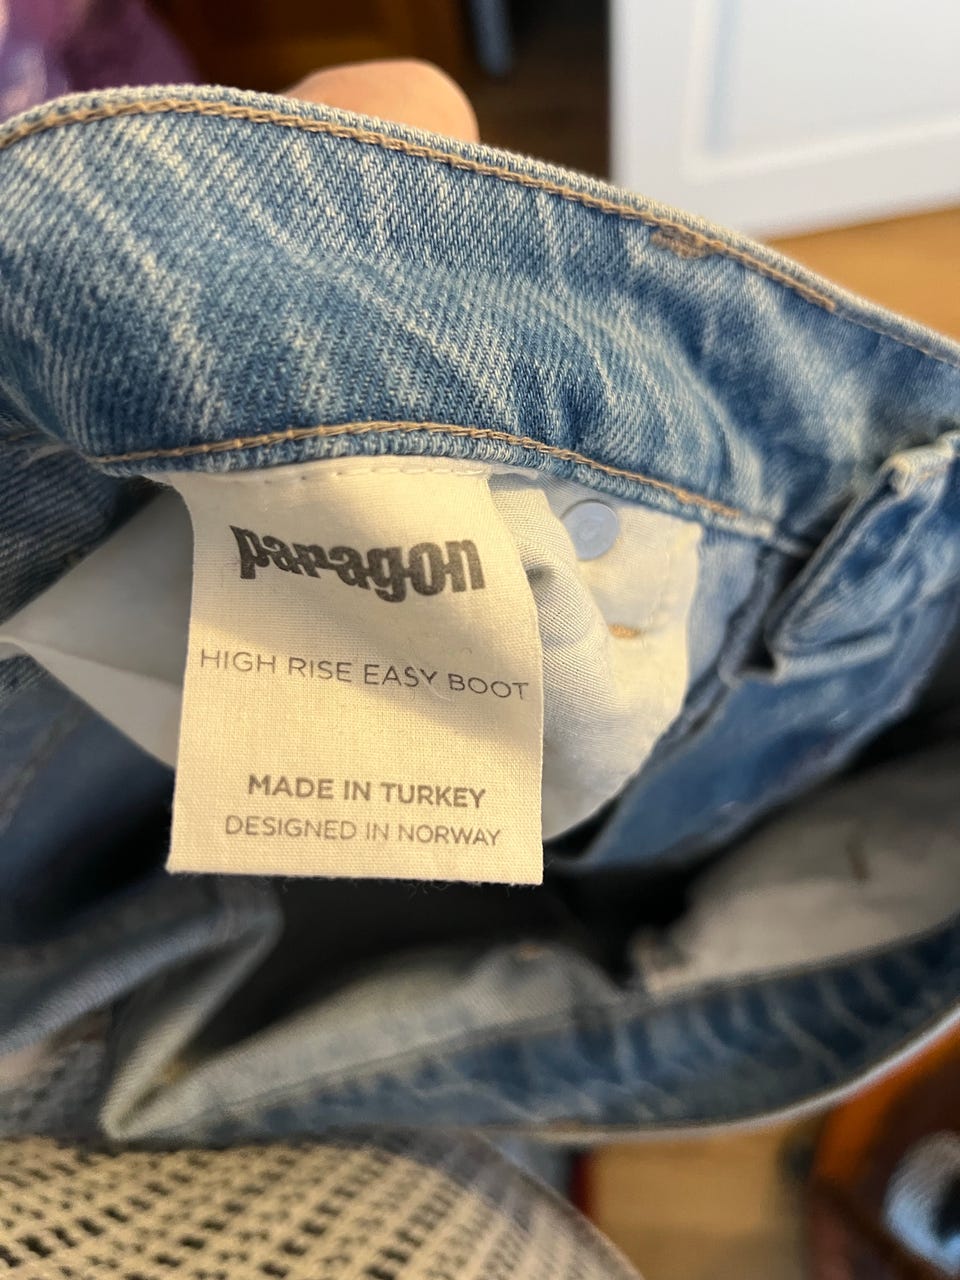 paragon
HIGH RISE EASY BOOT
MADE IN TURKEY
DESIGNED IN NORWAY